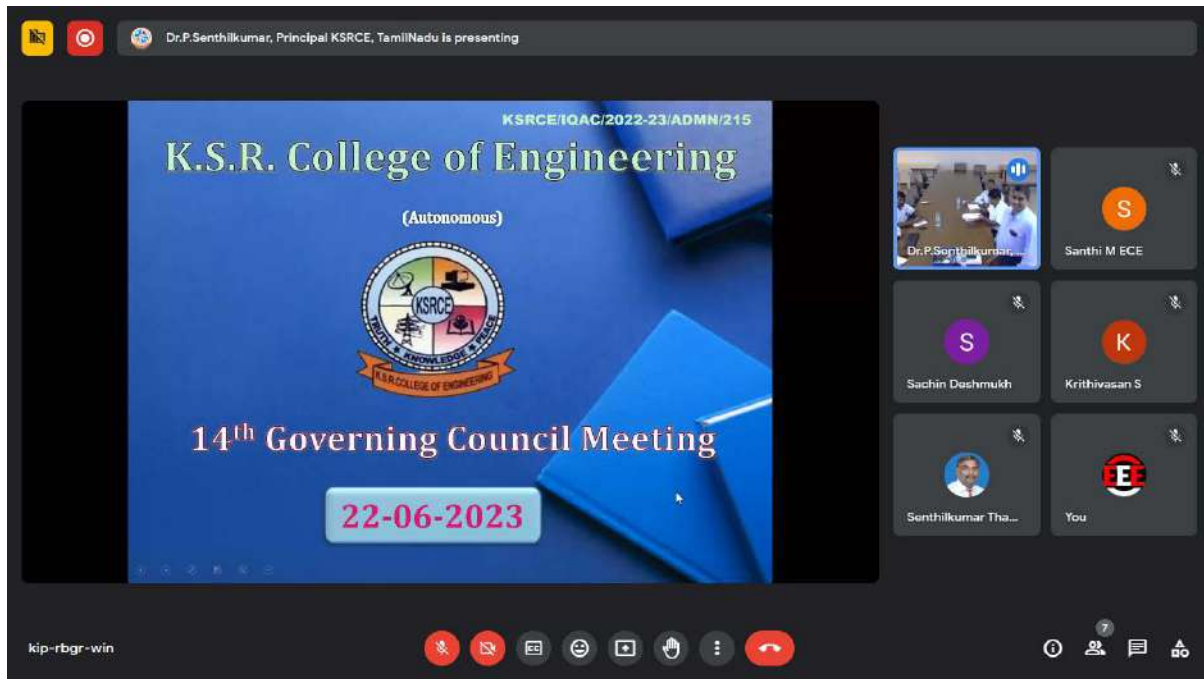 Dr.P.Senthilkumar, Principal KSRCE, TamilNadu is presenting
KSRCE/IQAC/2022-23/ADMN/215
K.S.R. College of Engineering
(Autonomous)
KSRCE
TRUTH ★ KNOWLEDGE ★ PEACE
K.S.R.COLLEGE OF ENGINEERING
14th Governing Council Meeting
22-06-2023
Dr.P.Senthilkumar, ...
S
Santhi M ECE
S
Sachin Deshmukh
K
Krithivasan S
Senthilkumar Tha...
EEE
You
kip-rbgr-win
CC
7